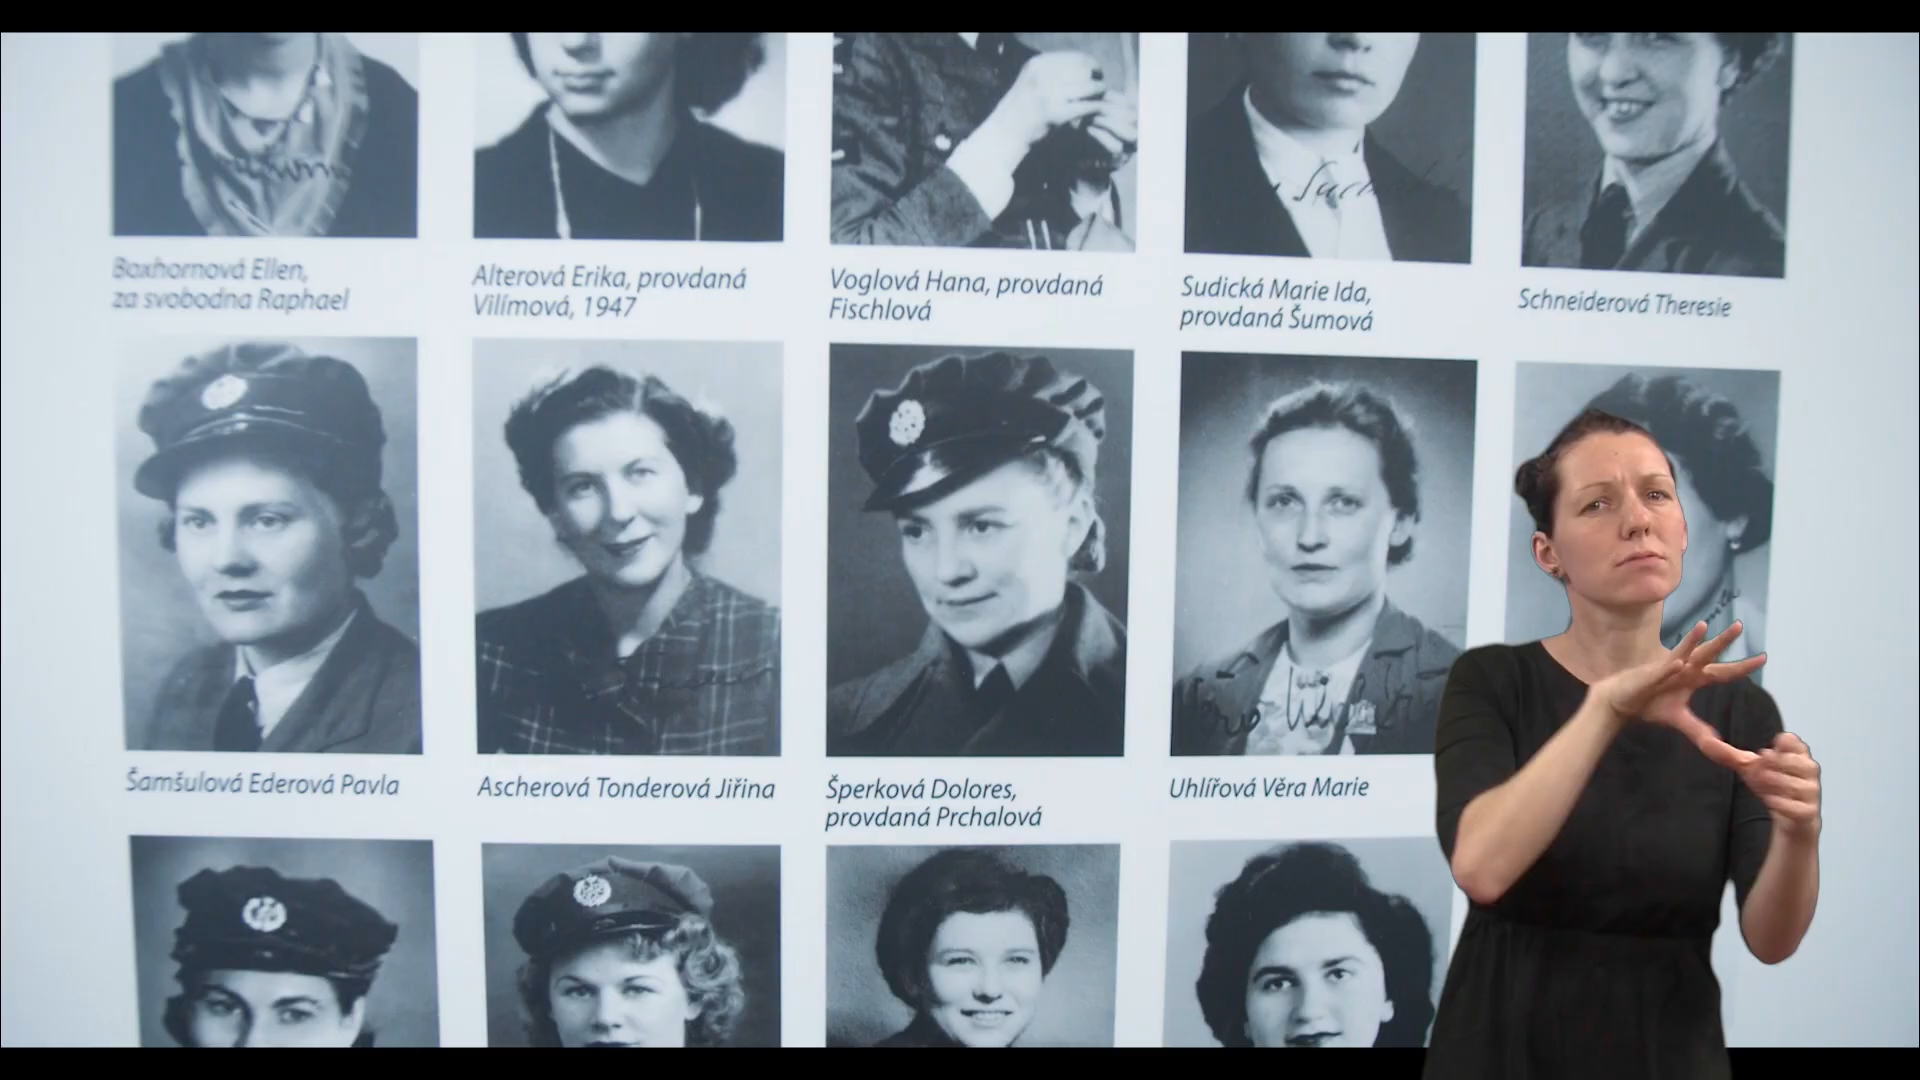 Boxhornová Ellen,
za svobodna Raphael
Alterová Erika, provdaná
Vilímová, 1947
Voglová Hana, provdaná
Fischlová
Sudická Marie Ida,
provdaná Šumová
Schneiderová Theresie
Šamšulová Ederová Pavla
Ascherová Tonderová Jiřina
Šperková Dolores,
provdaná Prchalová
Uhlířová Věra Marie